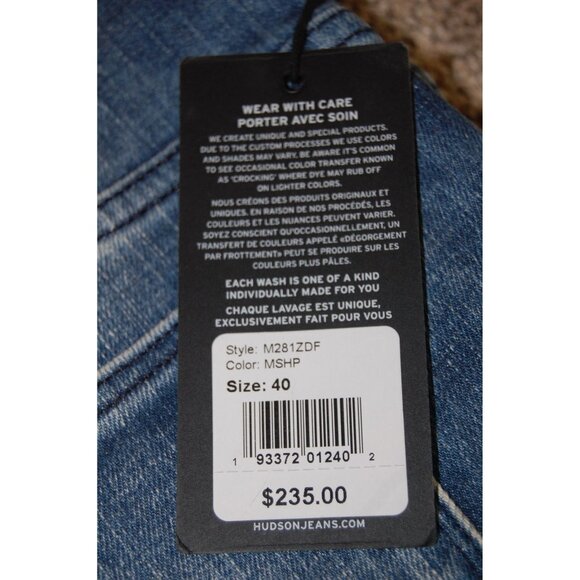 WEAR WITH CARE
PORTER AVEC SOIN
WE CREATE UNIQUE AND SPECIAL PRODUCTS.
DUE TO THE CUSTOM PROCESSES WE USE COLORS
AND SHADES MAY VARY. BE AWARE IT'S COMMON
TO SEE OCCASIONAL COLOR TRANSFER KNOWN
AS 'CROCKING' WHERE DYE MAY RUB OFF
ON LIGHTER COLORS.
NOUS CRÉONS DES PRODUITS ORIGINAUX ET
UNIQUES. EN RAISON DE NOS PROCÉDÉS, LES
COULEURS ET LES NUANCES PEUVENT VARIER.
SOYEZ CONSCIENT QU'OCCASIONNELLEMENT, UN
TRANSFERT DE COULEURS APPELÉ «DÉGORGEMENT
PAR FROTTEMENT» PEUT SE PRODUIRE SUR LES
COULEURS PLUS PÂLES.
EACH WASH IS ONE OF A KIND
INDIVIDUALLY MADE FOR YOU
CHAQUE LAVAGE EST UNIQUE,
EXCLUSIVEMENT FAIT POUR VOUS
Style: M281ZDF
Color: MSHP
Size: 40
1 93372 01240 2
$235.00
HUDSONJEANS.COM